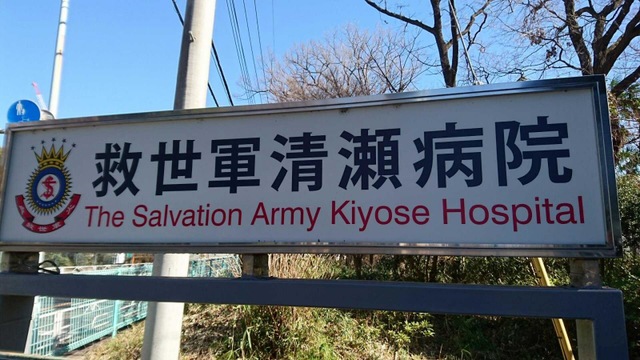 救世軍清瀬病院
The Salvation Army Kiyose Hospital